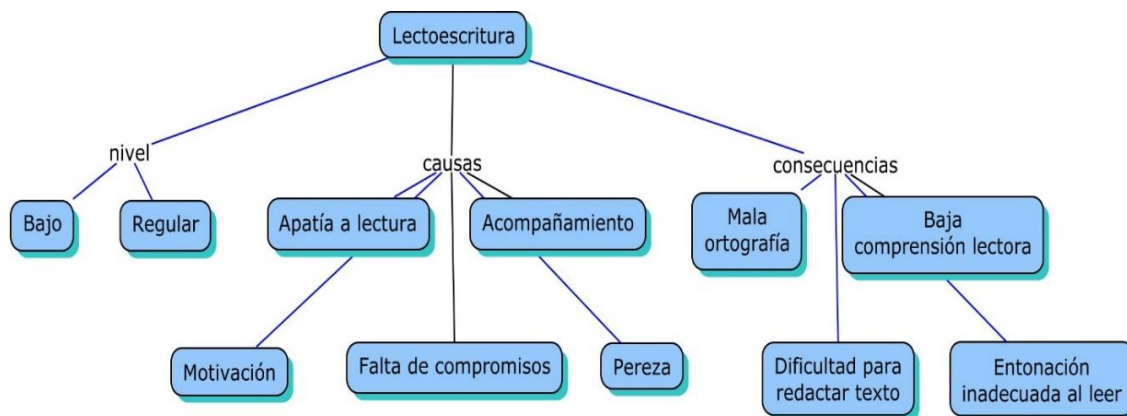 Lectoescritura
nivel
causas
consecuencias
Bajo
Regular
Apatía a lectura
Acompañamiento
Mala
ortografía
Baja
comprensión lectora
Motivación
Falta de compromisos
Pereza
Dificultad para
redactar texto
Entonación
inadecuada al leer